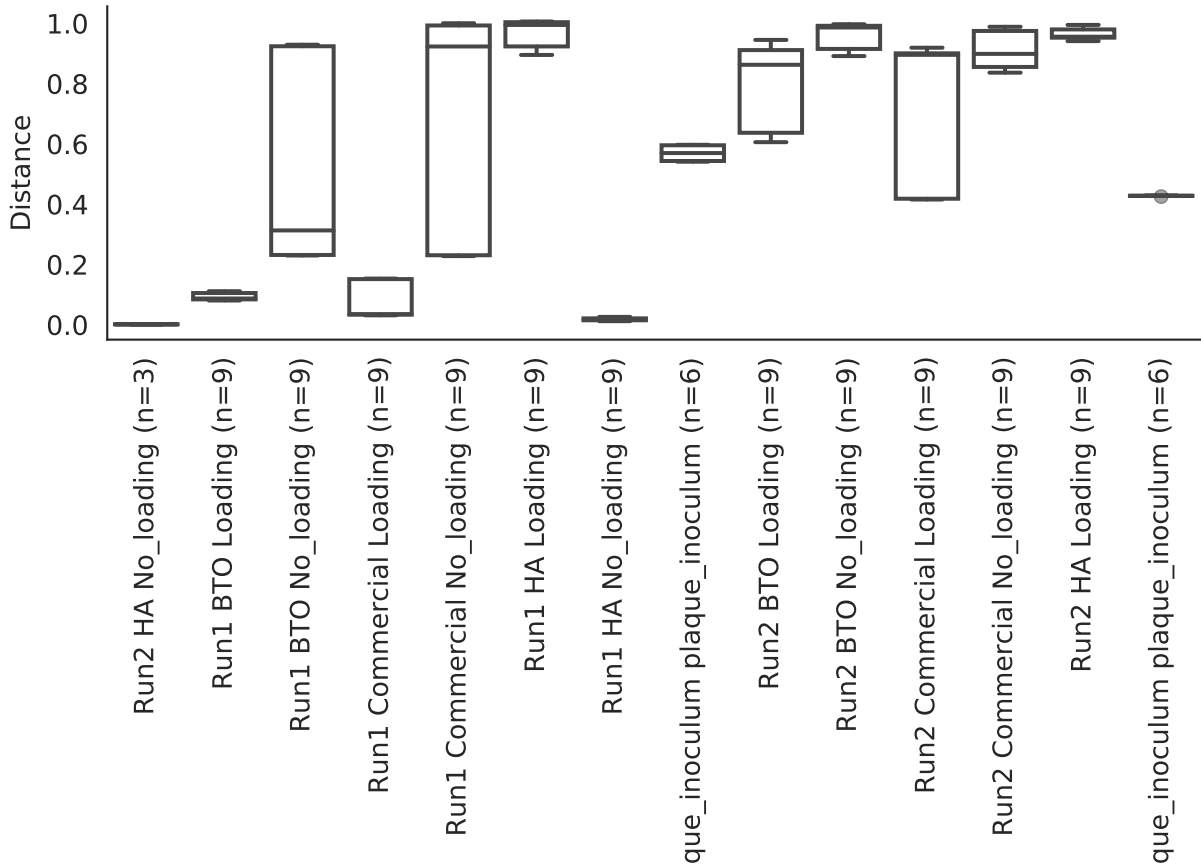 1.0
0.8
0.6
0.4
0.2
0.0
Distance
Run2 HA No_loading (n=3)
Run1 BTO Loading (n=9)
Run1 BTO No_loading (n=9)
Run1 Commercial Loading (n=9)
Run1 Commercial No_loading (n=9)
Run1 HA Loading (n=9)
Run1 HA No_loading (n=9)
que_inoculum plaque_inoculum (n=6)
Run2 BTO Loading (n=9)
Run2 BTO No_loading (n=9)
Run2 Commercial Loading (n=9)
Run2 Commercial No_loading (n=9)
Run2 HA Loading (n=9)
que_inoculum plaque_inoculum (n=6)